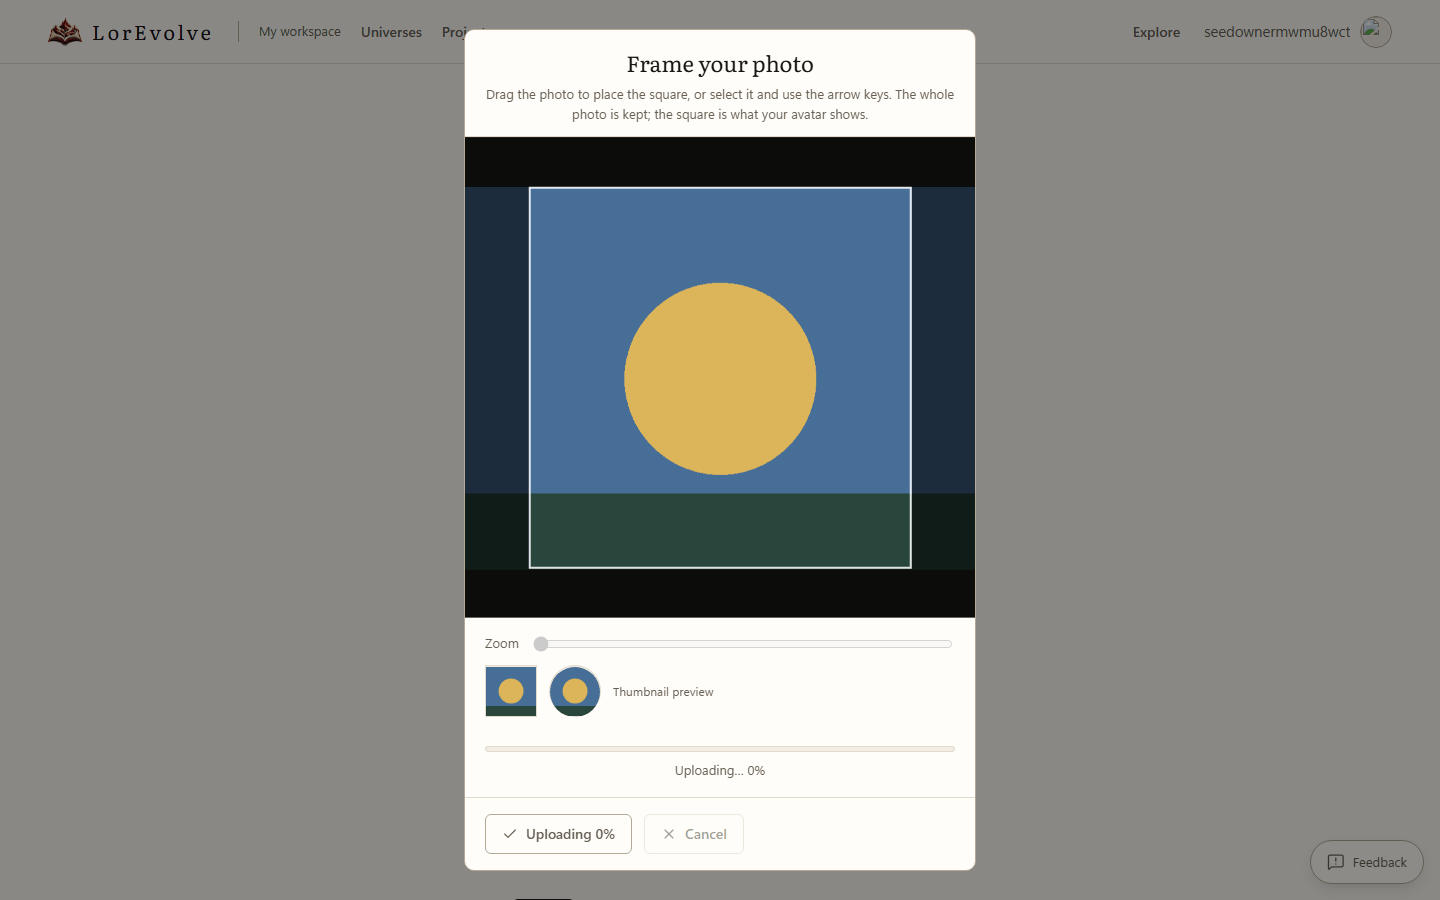 LorEvolve
My workspace
Universes
Explore
seedownermwmu8wct
Frame your photo
Drag the photo to place the square, or select it and use the arrow keys. The whole
photo is kept; the square is what your avatar shows.
Zoom
Thumbnail preview
Uploading... 0%
Uploading 0%
Cancel
Feedback